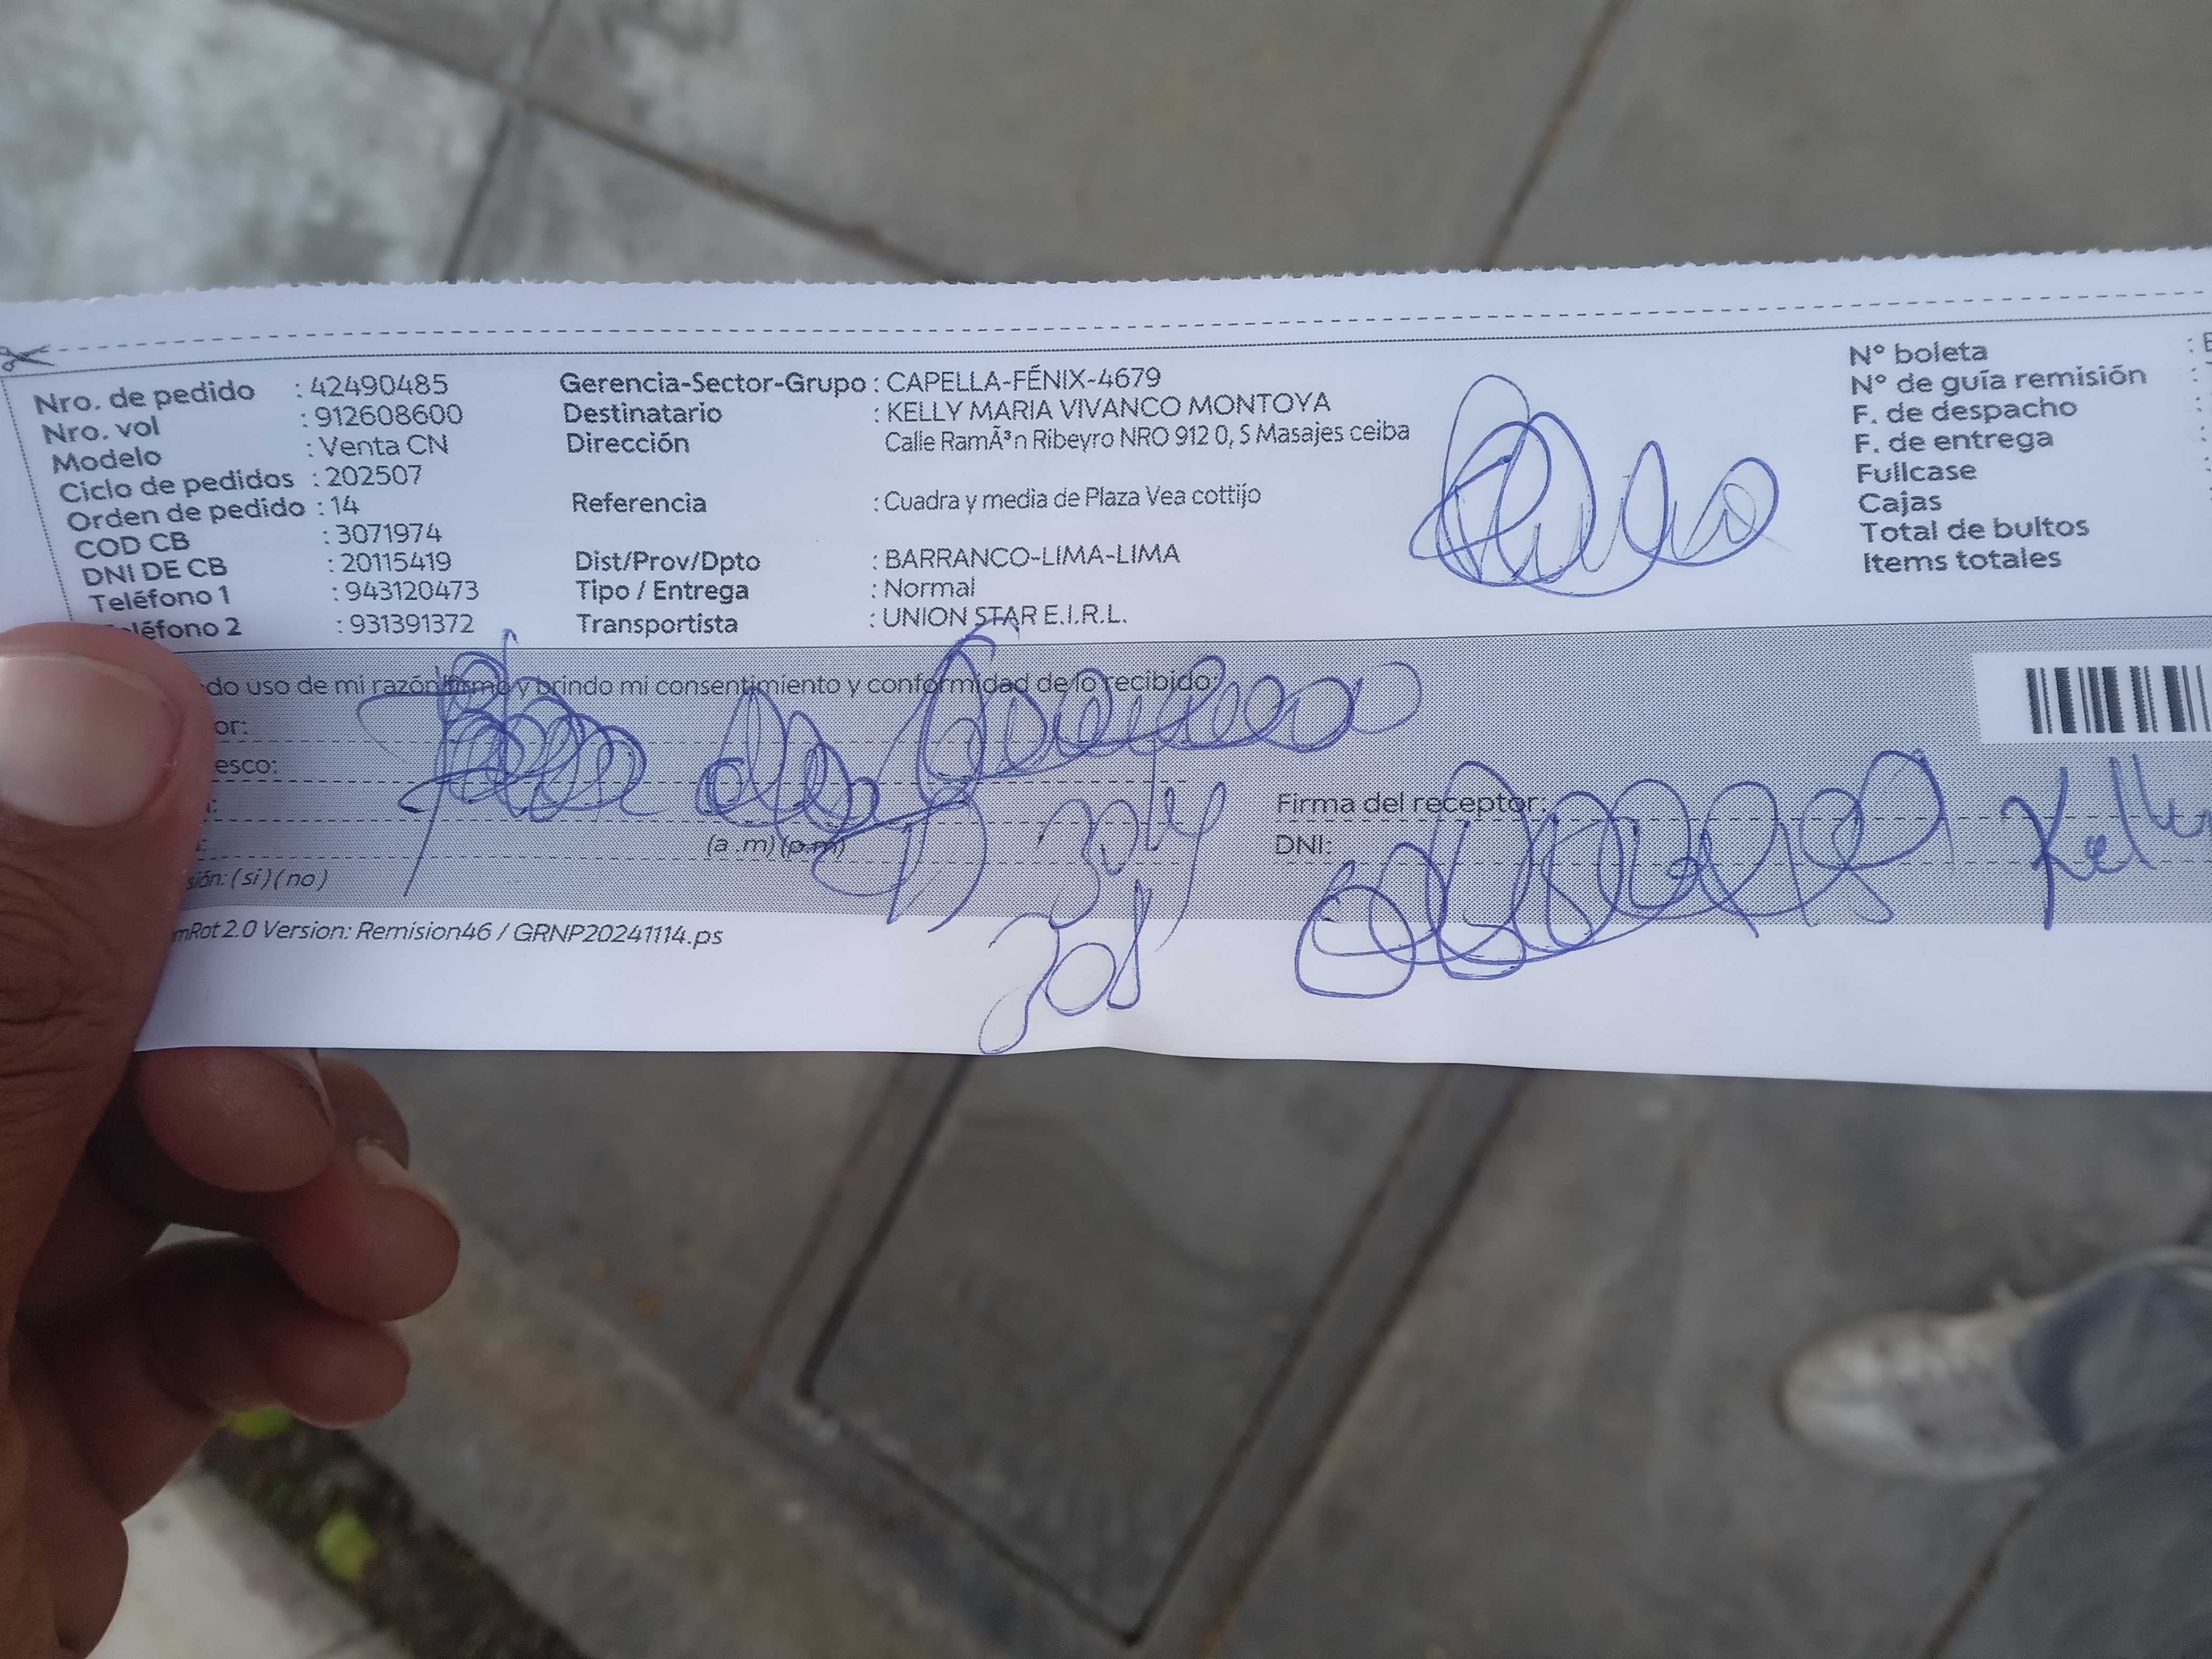 Nro. de pedido : 42490485
Nro. vol : 912608600
Modelo : Venta CN
Ciclo de pedidos : 202507
Orden de pedido : 14
COD CB : 3071974
DNI DE CB : 20115419
Teléfono 1 : 943120473
eléfono 2 : 931391372
Gerencia-Sector-Grupo : CAPELLA-FÉNIX-4679
Destinatario : KELLY MARIA VIVANCO MONTOYA
Dirección Calle RamÃ³n Ribeyro NRO 912 0, S Masajes ceiba
Referencia : Cuadra y media de Plaza Vea cottijo
Dist/Prov/Dpto : BARRANCO-LIMA-LIMA
Tipo / Entrega : Normal
Transportista : UNION STAR E.I.R.L.
N° boleta :
N° de guía remisión :
F. de despacho :
F. de entrega :
Fullcase
Cajas
Total de bultos
Items totales
do uso de mi razón firmo y brindo mi consentimiento y conformidad de lo recibido:
or:
esco:
(a .m) (p.m)
sión: ( si ) ( no )
Firma del receptor:
DNI:
Kelly
mRot 2.0 Version: Remision46 / GRNP20241114.ps